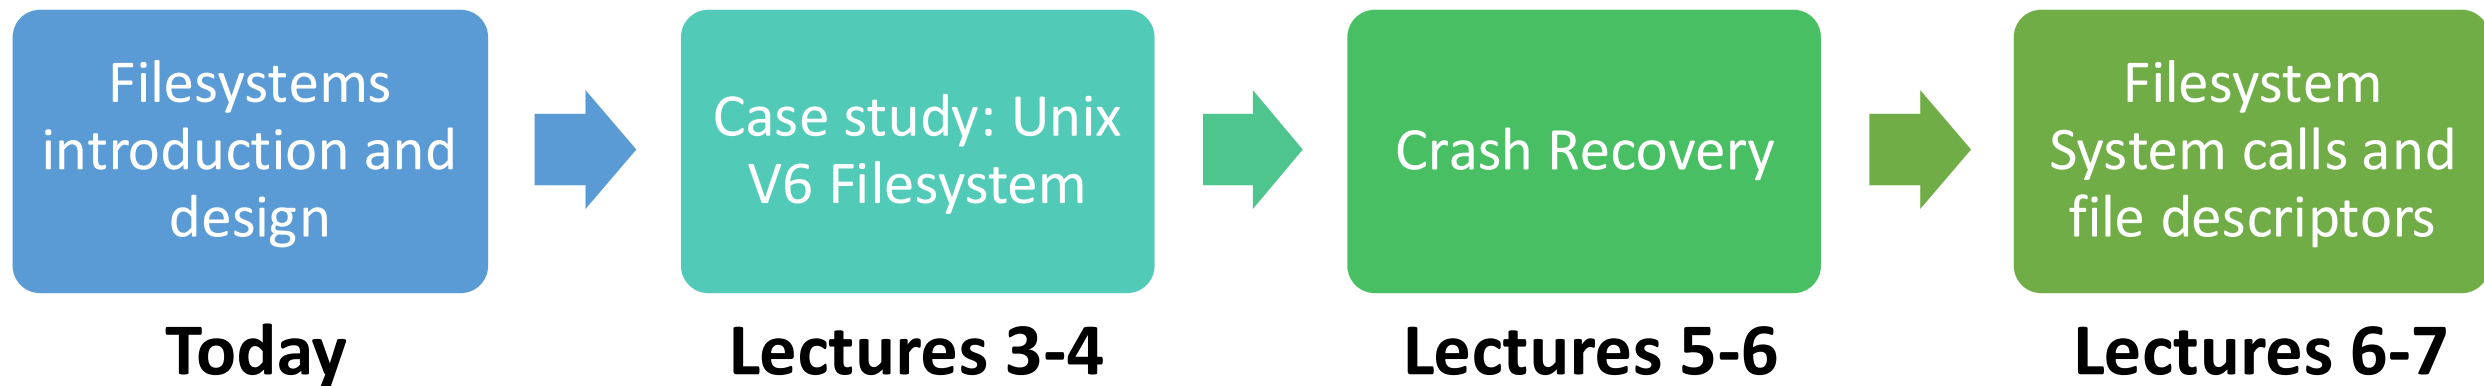 Filesystems
introduction and
design
Today
Case study: Unix
V6 Filesystem
Lectures 3-4
Crash Recovery
Lectures 5-6
Filesystem
System calls and
file descriptors
Lectures 6-7